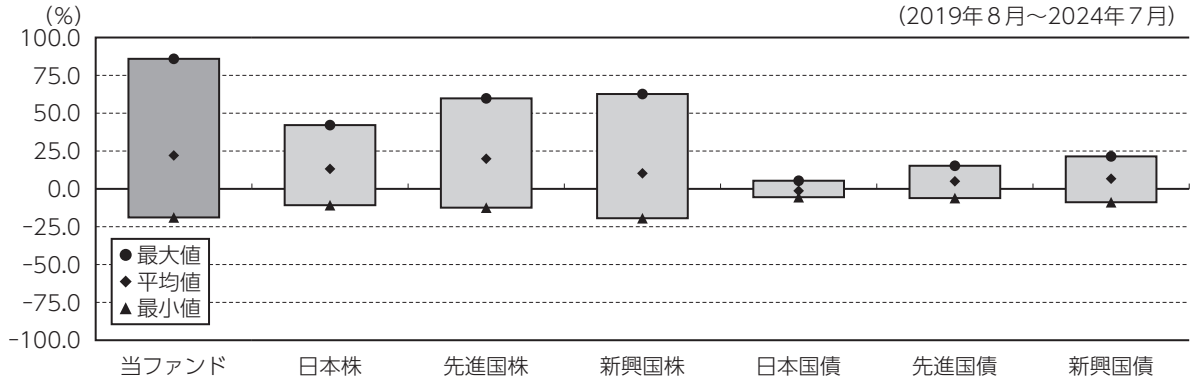 (%) (2019年8月～2024年7月)
100.0
75.0
50.0
25.0
0.0
-25.0
-50.0
-75.0
-100.0
● 最大値
◆ 平均値
▲ 最小値
当ファンド 日本株 先進国株 新興国株 日本国債 先進国債 新興国債